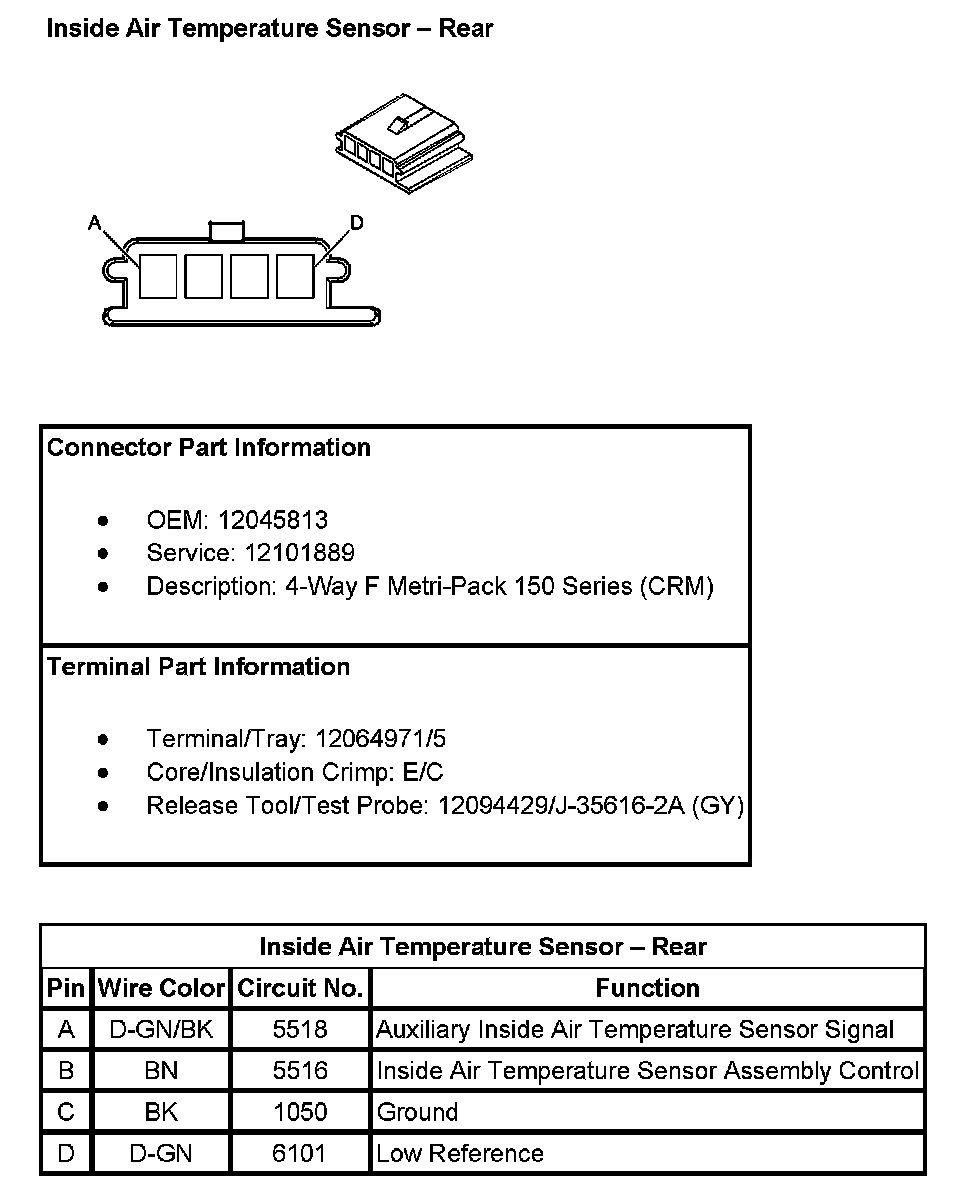 Inside Air Temperature Sensor – Rear
A
D
Connector Part Information
• OEM: 12045813
• Service: 12101889
• Description: 4-Way F Metri-Pack 150 Series (CRM)
Terminal Part Information
• Terminal/Tray: 12064971/5
• Core/Insulation Crimp: E/C
• Release Tool/Test Probe: 12094429/J-35616-2A (GY)
Inside Air Temperature Sensor – Rear
Pin Wire Color Circuit No. Function
A D-GN/BK 5518 Auxiliary Inside Air Temperature Sensor Signal
B BN 5516 Inside Air Temperature Sensor Assembly Control
C BK 1050 Ground
D D-GN 6101 Low Reference